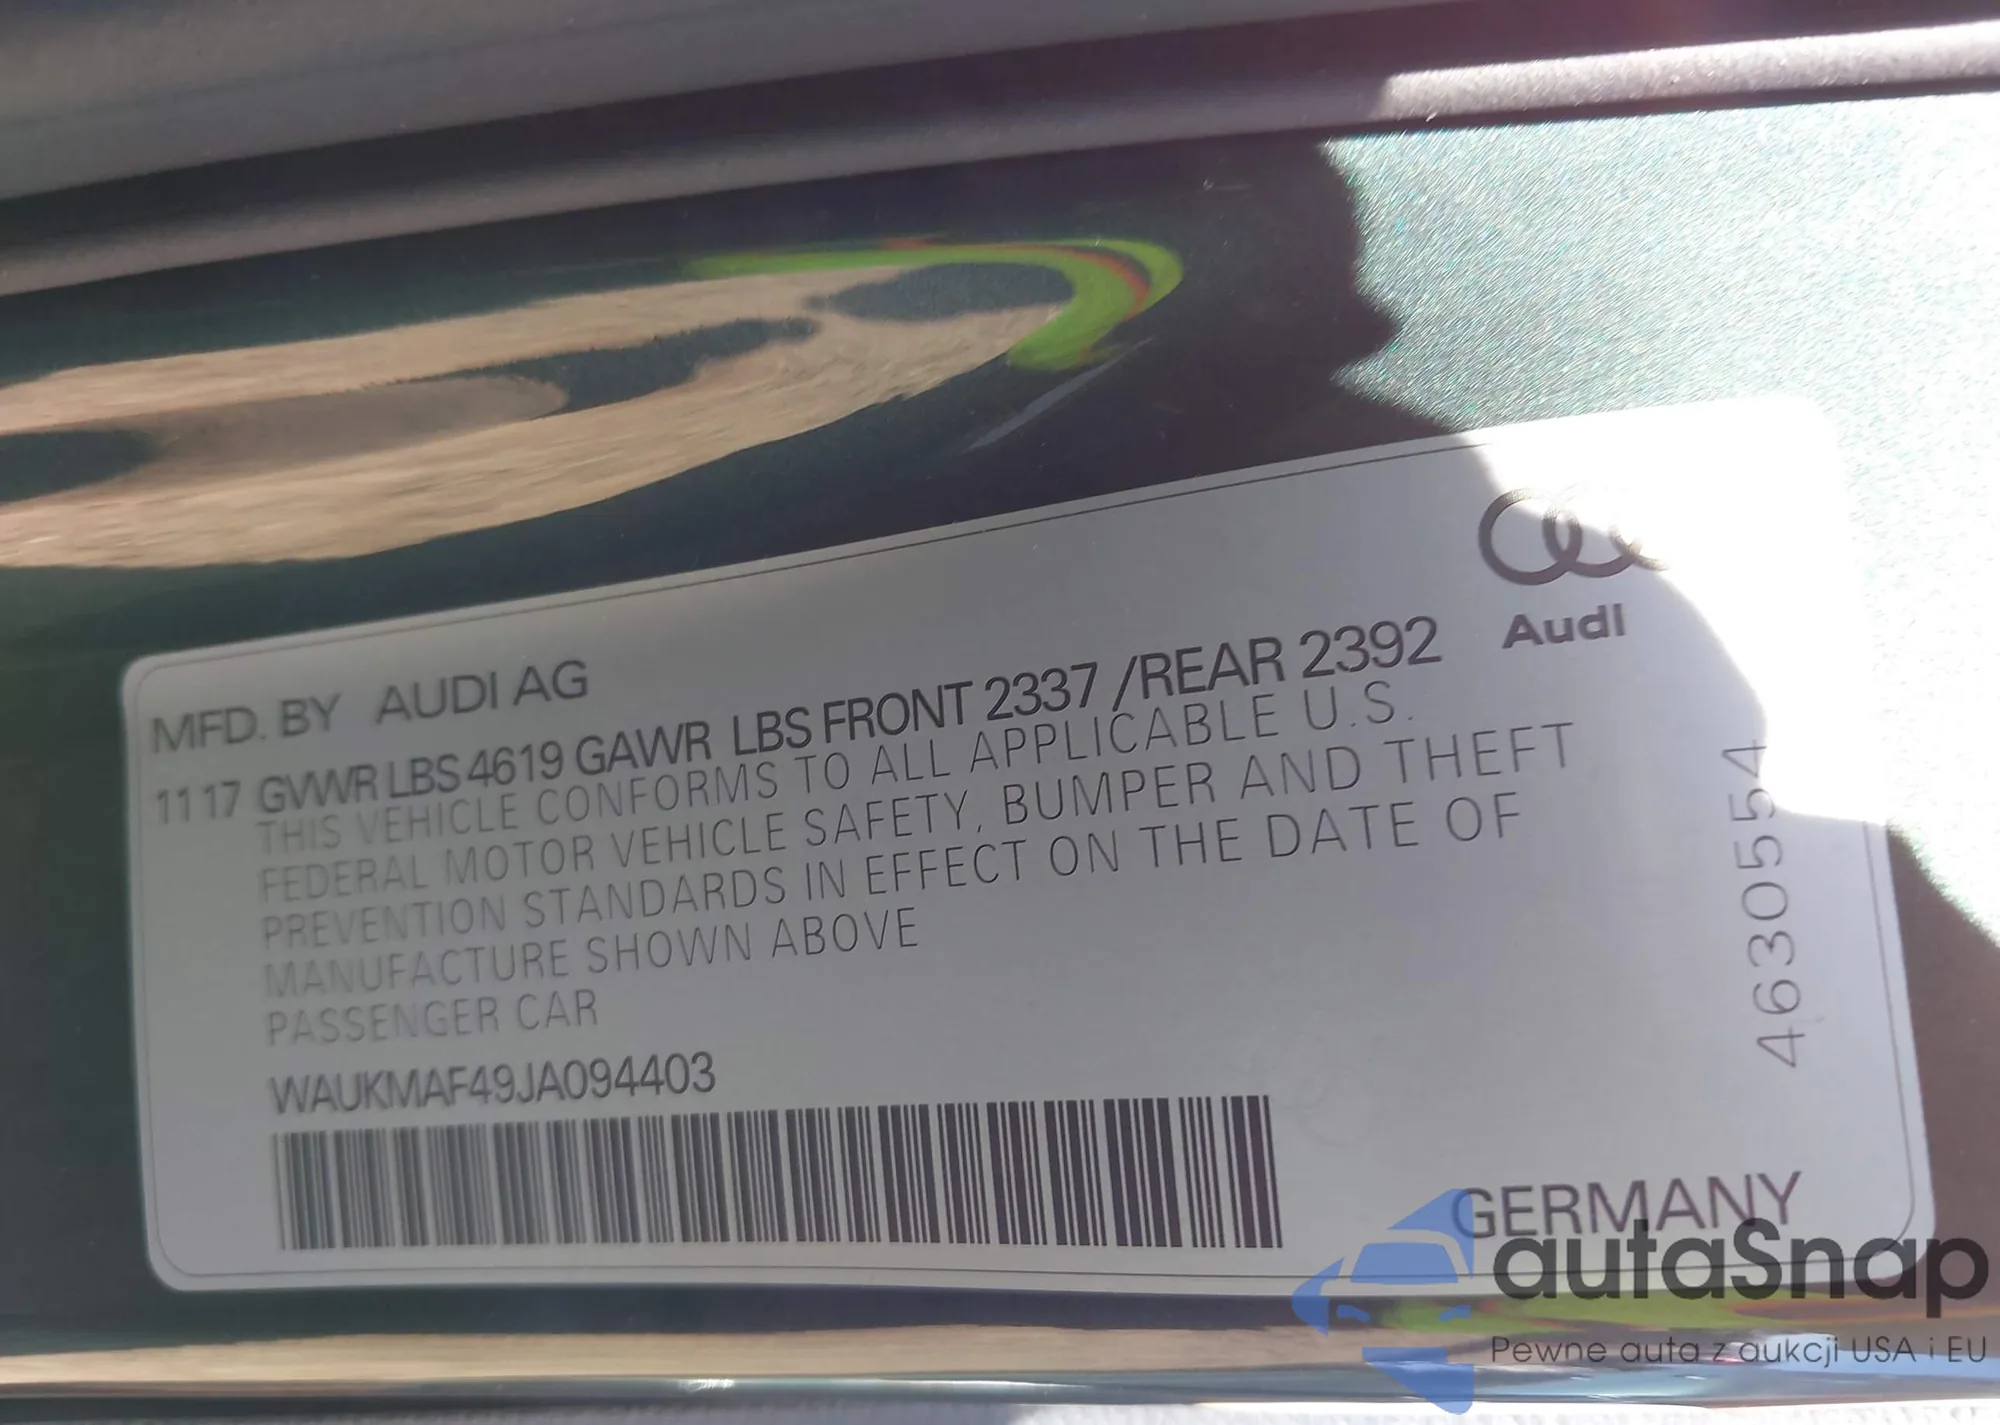 MFD. BY AUDI AG
11 17 GVWR LBS 4619 GAWR LBS FRONT 2337 /REAR 2392
THIS VEHICLE CONFORMS TO ALL APPLICABLE U.S.
FEDERAL MOTOR VEHICLE SAFETY, BUMPER AND THEFT
PREVENTION STANDARDS IN EFFECT ON THE DATE OF
MANUFACTURE SHOWN ABOVE
PASSENGER CAR
WAUKMAF49JA094403
Audi
4630554
GERMANY
autaSnap
Pewne auta z aukcji USA i EU